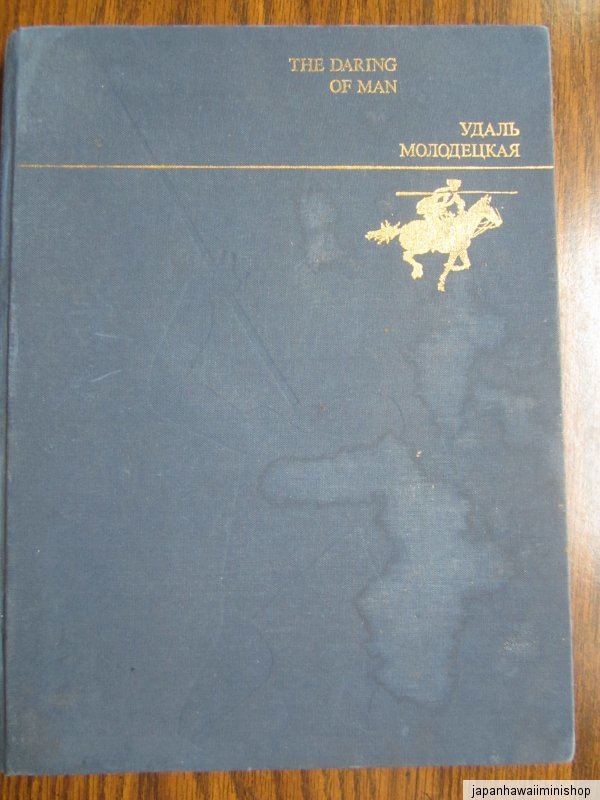 THE DARING
OF MAN
УДАЛЬ
МОЛОДЕЦКАЯ
japanhawaiiminishop